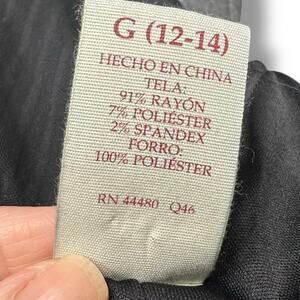 G (12-14)
HECHO EN CHINA
TELA:
91% RAYÓN
7% POLIÉSTER
2% SPANDEX
FORRO:
100% POLIÉSTER
RN 44480 Q46